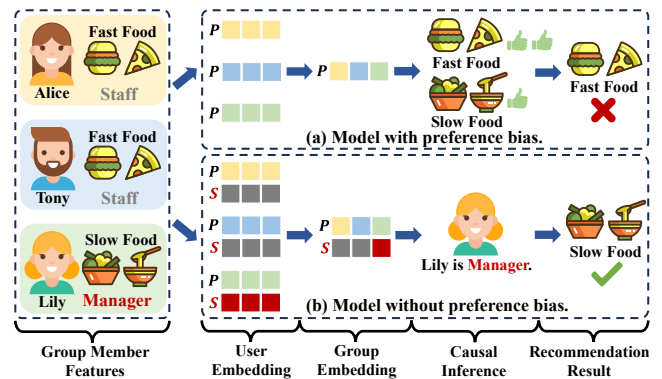 Fast Food
Alice
Staff
Fast Food
Tony
Staff
Slow Food
Lily
Manager
P
P
P
P
Fast Food
Slow Food
Fast Food
(a) Model with preference bias.
P
S
P
S
P
S
P
S
Lily is Manager.
Slow Food
(b) Model without preference bias.
Group Member
Features
User
Embedding
Group
Embedding
Causal
Inference
Recommendation
Result